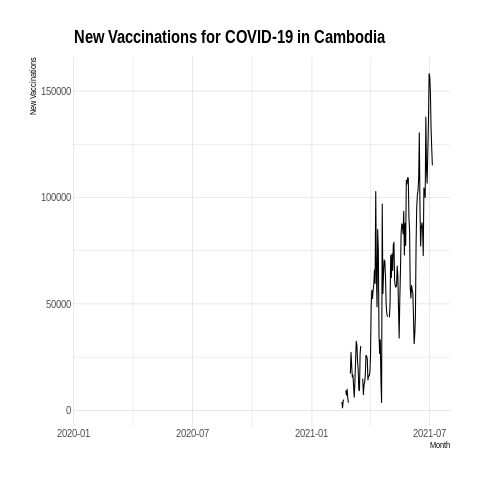 New Vaccinations for COVID-19 in Cambodia
New Vaccinations
150000
100000
50000
0
2020-01 2020-07 2021-01 2021-07
Month